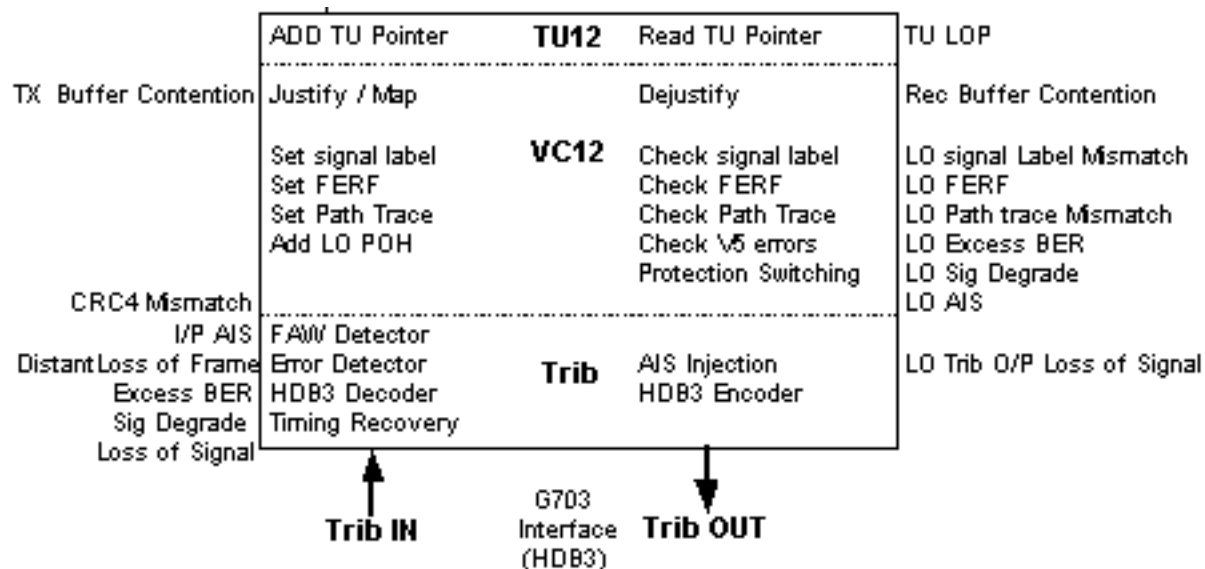 ADD TU Pointer TU12 Read TU Pointer TU LOP
TX Buffer Contention Justify / Map Dejustify Rec Buffer Contention
Set signal label VC12 Check signal label LO signal Label Mismatch
Set FERF Check FERF LO FERF
Set Path Trace Check Path Trace LO Path trace Mismatch
Add LO POH Check V5 errors LO Excess BER
Protection Switching LO Sig Degrade
CRC4 Mismatch LO AIS
I/P AIS FAW Detector
DistantLoss of Frame Error Detector Trib AIS Injection LO Trib O/P Loss of Signal
Excess BER HDB3 Decoder HDB3 Encoder
Sig Degrade Timing Recovery
Loss of Signal
Trib IN G703 Trib OUT
Interface
(HDB3)